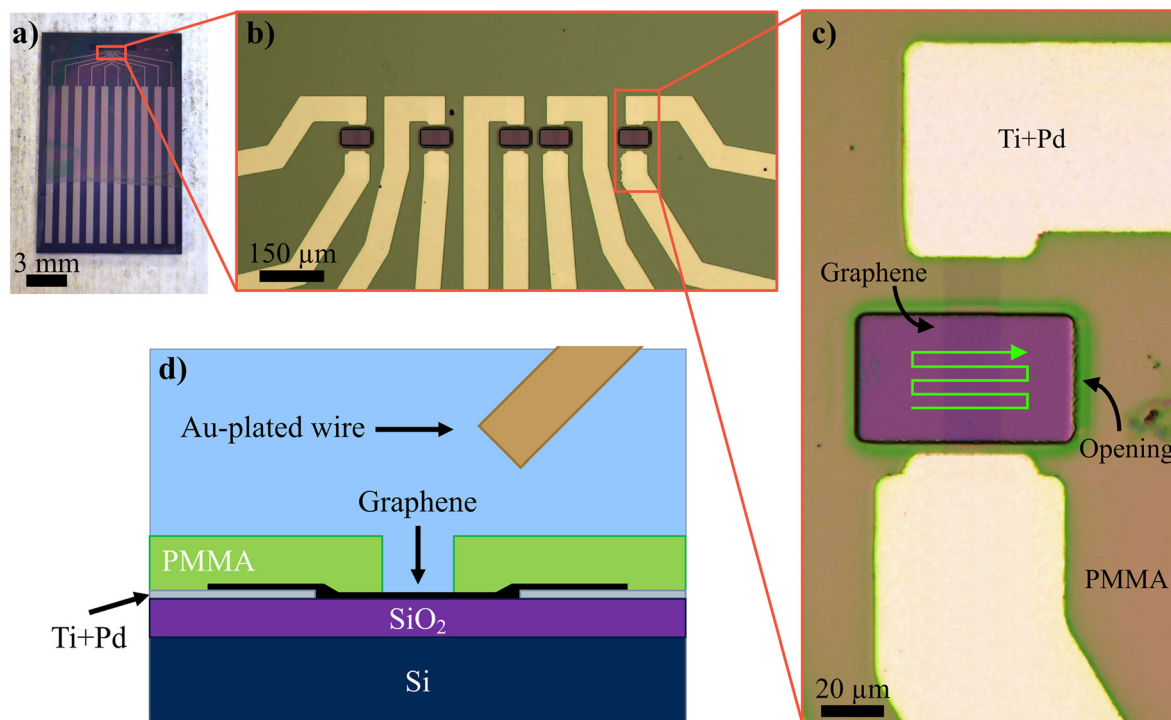 a)
3 mm
b)
150 µm
c)
Ti+Pd
Graphene
Opening
PMMA
20 µm
d)
Au-plated wire
Graphene
PMMA
Ti+Pd
SiO₂
Si